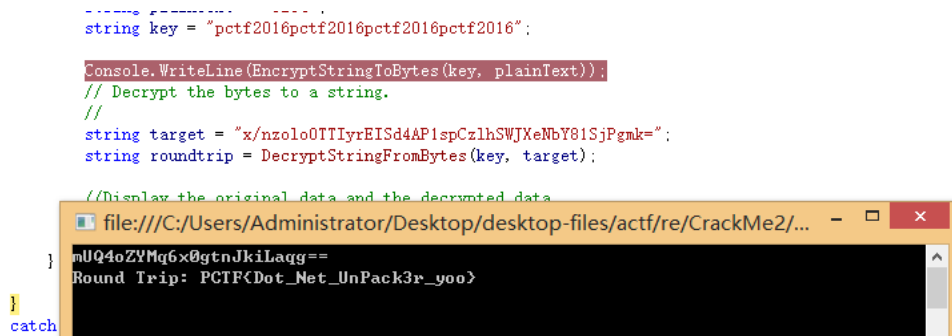 string key = "pctf2016pctf2016pctf2016pctf2016";
Console.WriteLine(EncryptStringToBytes(key, plainText));
// Decrypt the bytes to a string.
//
string target = "x/nzolo0TTIyrEISd4AP1spCzlhSWJXeNbY81SjPgmk=";
string roundtrip = DecryptStringFromBytes(key, target);
//Display the original data and the decrypted data
file:///C:/Users/Administrator/Desktop/desktop-files/actf/re/CrackMe2/...
}
mUQ4oZYMq6x0gtnJkiLaqg==
Round Trip: PCTF{Dot_Net_UnPack3r_yoo}
}
catch